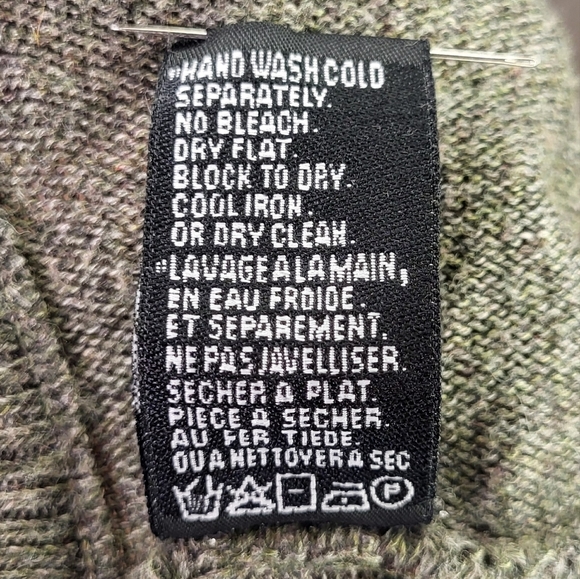 "HAND WASH COLD
SEPARATELY.
NO BLEACH.
DRY FLAT.
BLOCK TO DRY.
COOL IRON.
OR DRY CLEAN.
"LAVAGE A LA MAIN,
EN EAU FROIDE.
ET SEPAREMENT.
NE PAS JAVELLISER.
SECHER A PLAT.
PIECE A SECHER.
AU FER TIEDE.
OU A NETTOYER A SEC
P